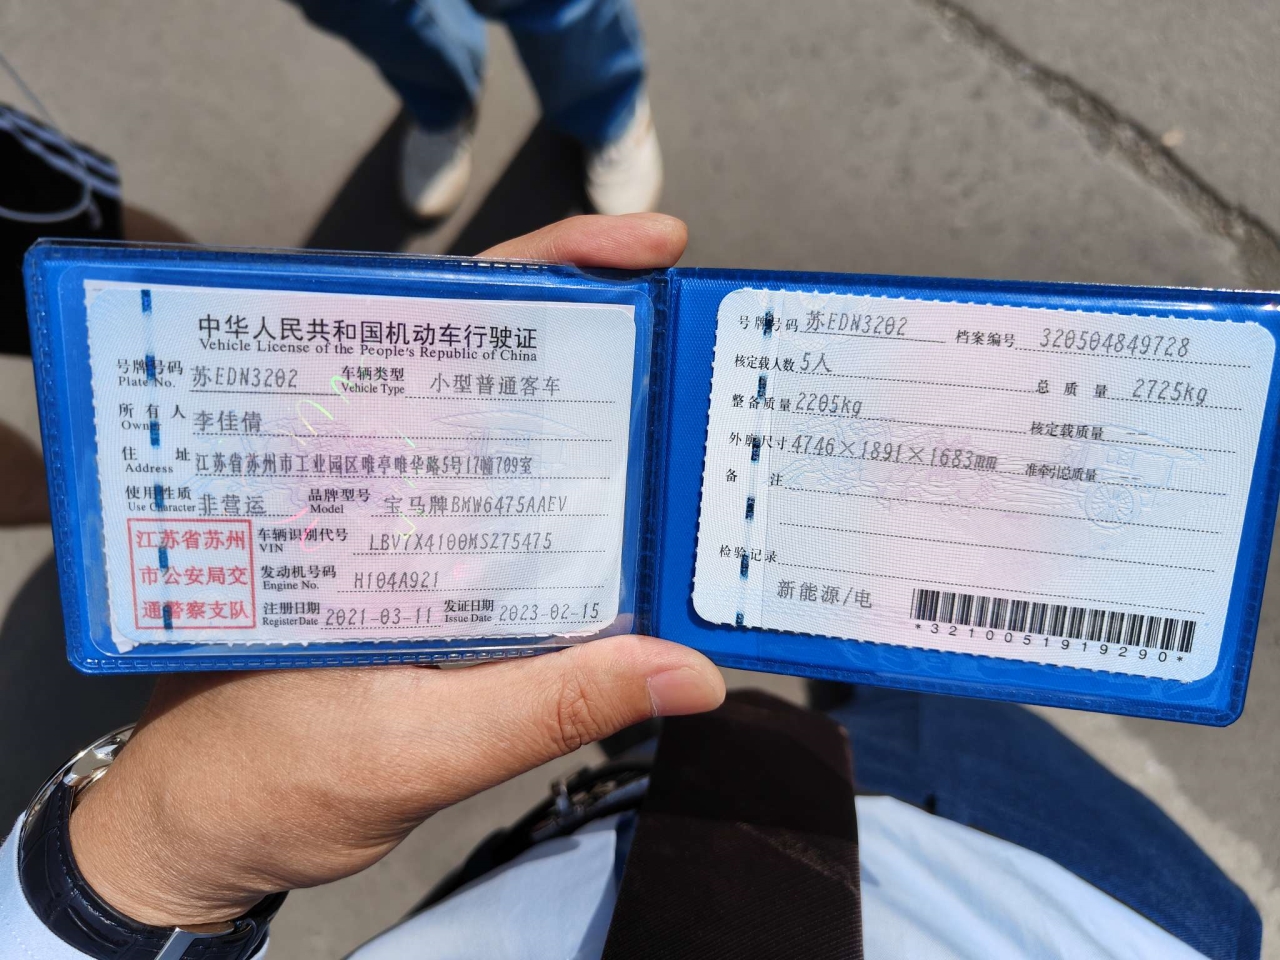 中华人民共和国机动车行驶证
Vehicle License of the People's Republic of China
号牌号码 苏EDN3202 车辆类型 小型普通客车
Plate No. Vehicle Type
所有人 李佳倩
Owner
住址 江苏省苏州市工业园区唯亭唯华路5号17幢709室
Address
使用性质 非营运 品牌型号 宝马牌BMW6475AAEV
Use Character Model
江苏省苏州
市公安局交
通警察支队
车辆识别代号 LBV7X4100MSZ75475
VIN
发动机号码 H104A921
Engine No.
注册日期 2021-03-11 发证日期 2023-02-15
Register Date Issue Date
号牌号码 苏EDN3202 档案编号 320504849728
核定载人数 5人 总质量 2725kg
整备质量 2205kg 核定载质量
外廓尺寸 4746×1891×1683mm 准牵引总质量
备注
检验记录
新能源/电
*3210051919290*